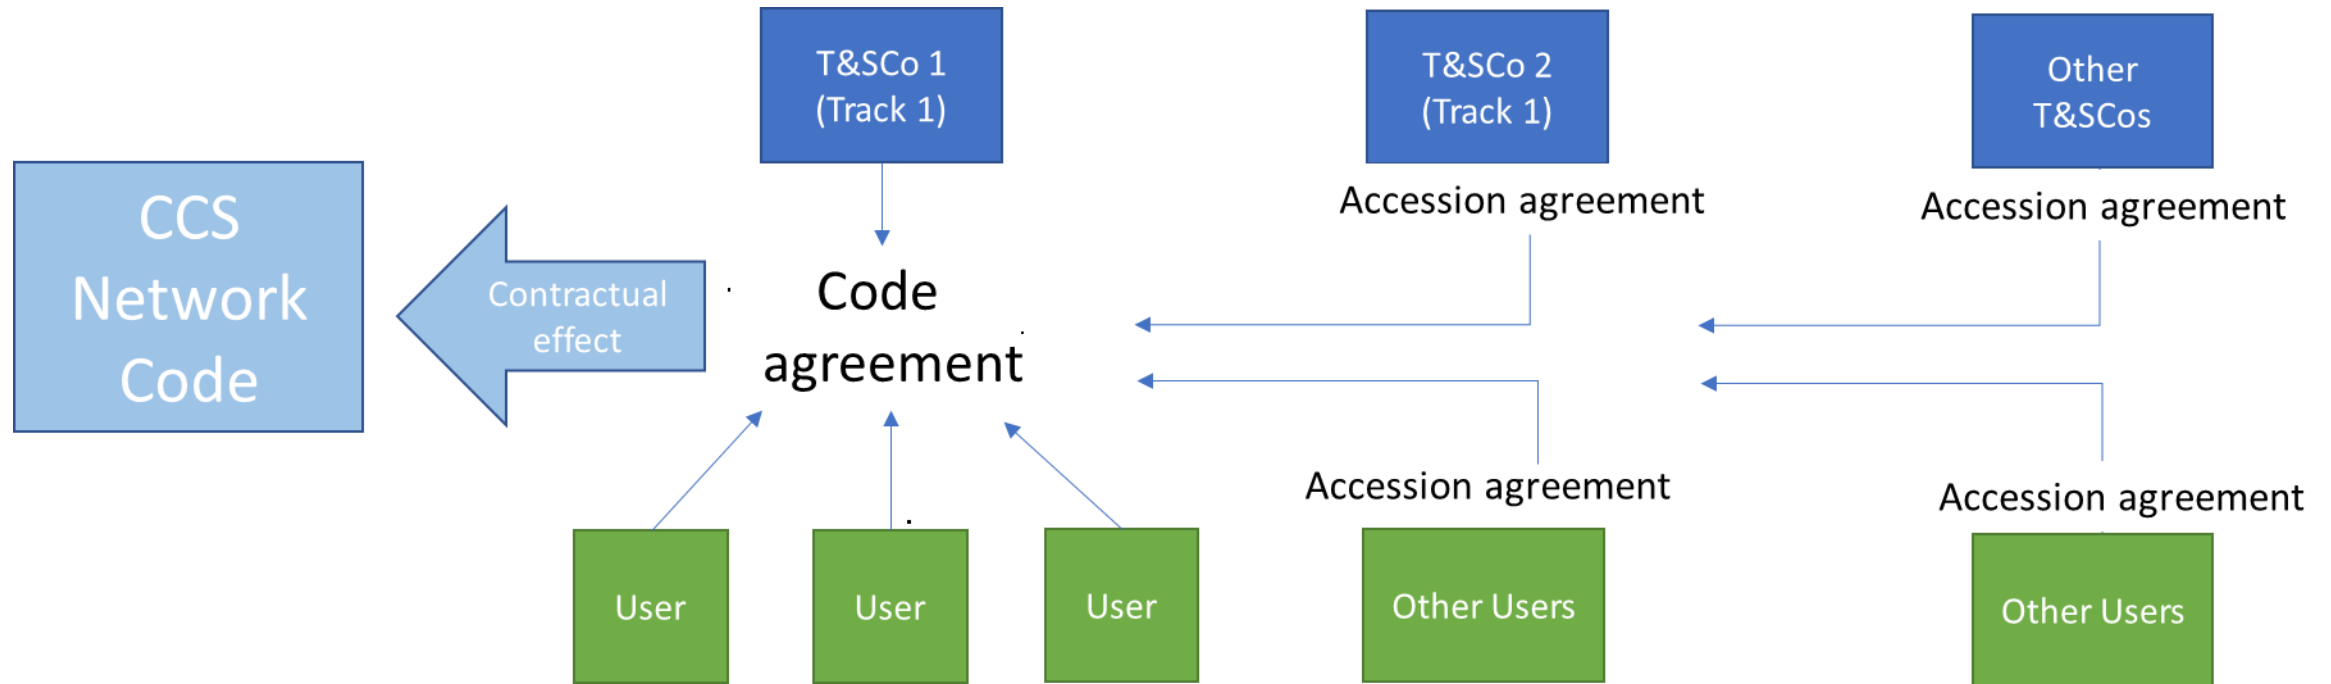 T&SCo 1
(Track 1)
T&SCo 2
(Track 1)
Other
T&SCos
Accession agreement
Accession agreement
CCS
Network
Code
Contractual
effect
Code
agreement
Accession agreement
Accession agreement
User
User
User
Other Users
Other Users